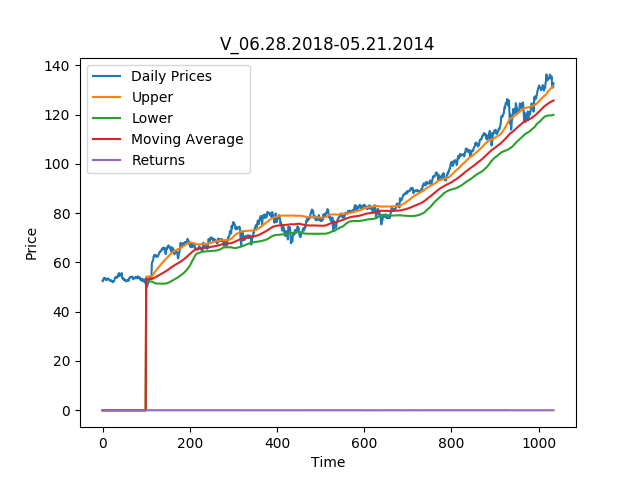 V_06.28.2018-05.21.2014
Daily Prices
Upper
Lower
Moving Average
Returns
140
120
100
80
60
40
20
0
Price
0 200 400 600 800 1000
Time